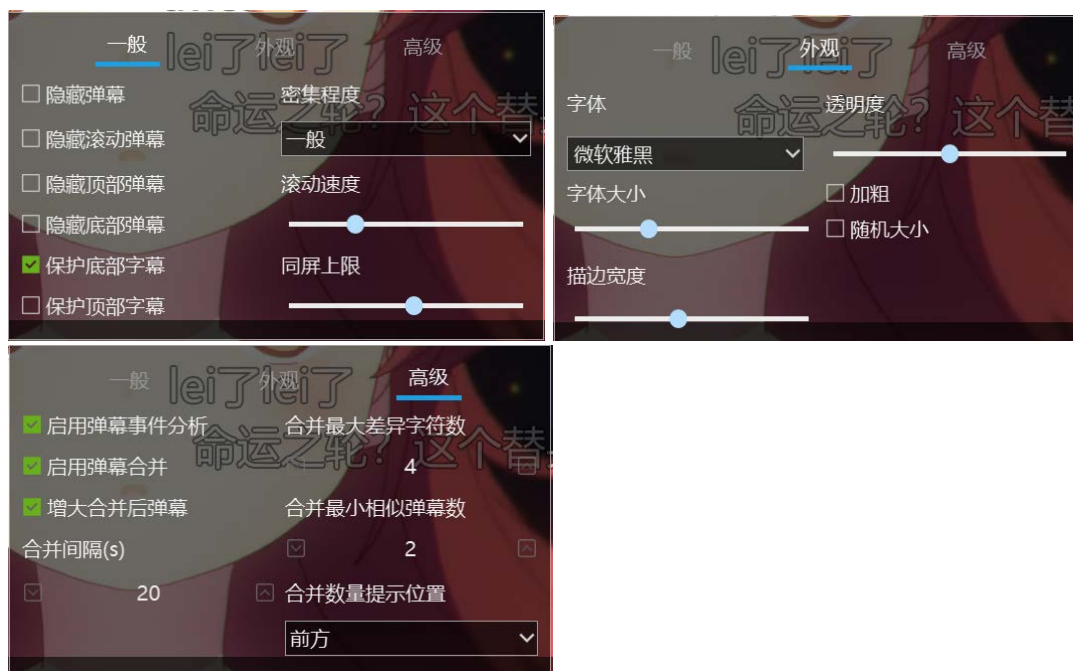 一般 外观 高级
lei了lei了
命运之轮？这个替
隐藏弹幕 密集程度
隐藏滚动弹幕 一般
隐藏顶部弹幕 滚动速度
隐藏底部弹幕
保护底部字幕 同屏上限
保护顶部字幕
一般 外观 高级
lei了lei了
命运之轮？这个替
字体 透明度
微软雅黑
字体大小 加粗
随机大小
描边宽度
一般 外观 高级
lei了lei了
命运之轮？这个替
启用弹幕事件分析 合并最大差异字符数
启用弹幕合并 4
增大合并后弹幕 合并最小相似弹幕数
合并间隔(s) 2
20 合并数量提示位置
前方